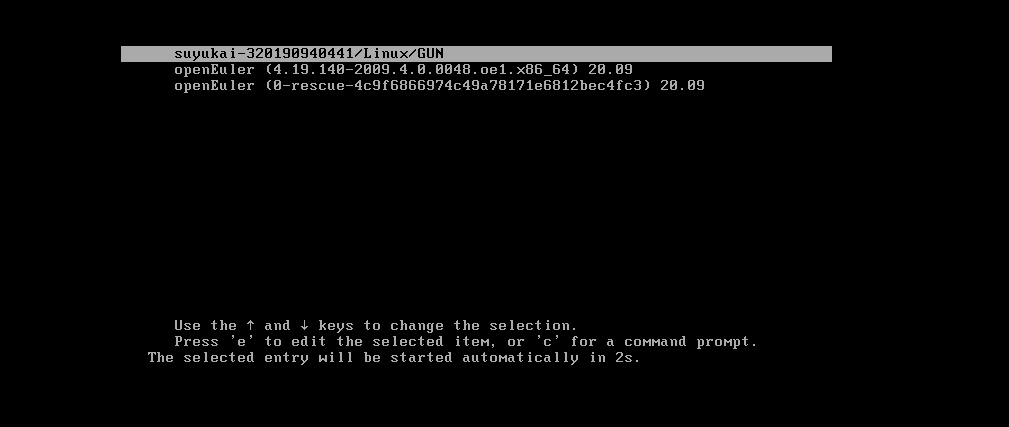 suyukai-320190940441/Linux/GUN
openEuler (4.19.140-2009.4.0.0048.oe1.x86_64) 20.09
openEuler (0-rescue-4c9f6866974c49a78171e6812bec4fc3) 20.09
Use the ↑ and ↓ keys to change the selection.
Press 'e' to edit the selected item, or 'c' for a command prompt.
The selected entry will be started automatically in 2s.